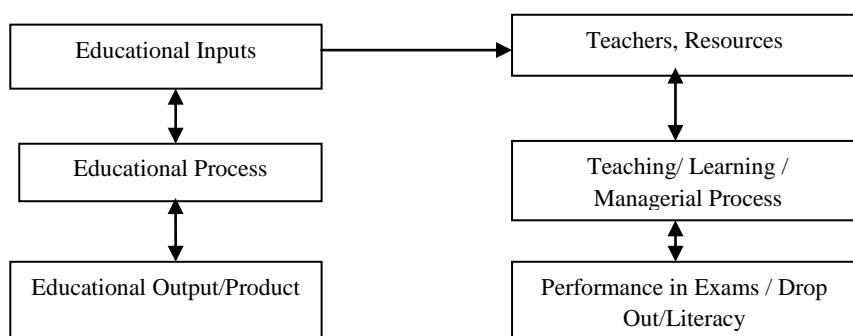 Educational Inputs
Teachers, Resources
Educational Process
Teaching/ Learning /
Managerial Process
Educational Output/Product
Performance in Exams / Drop
Out/Literacy